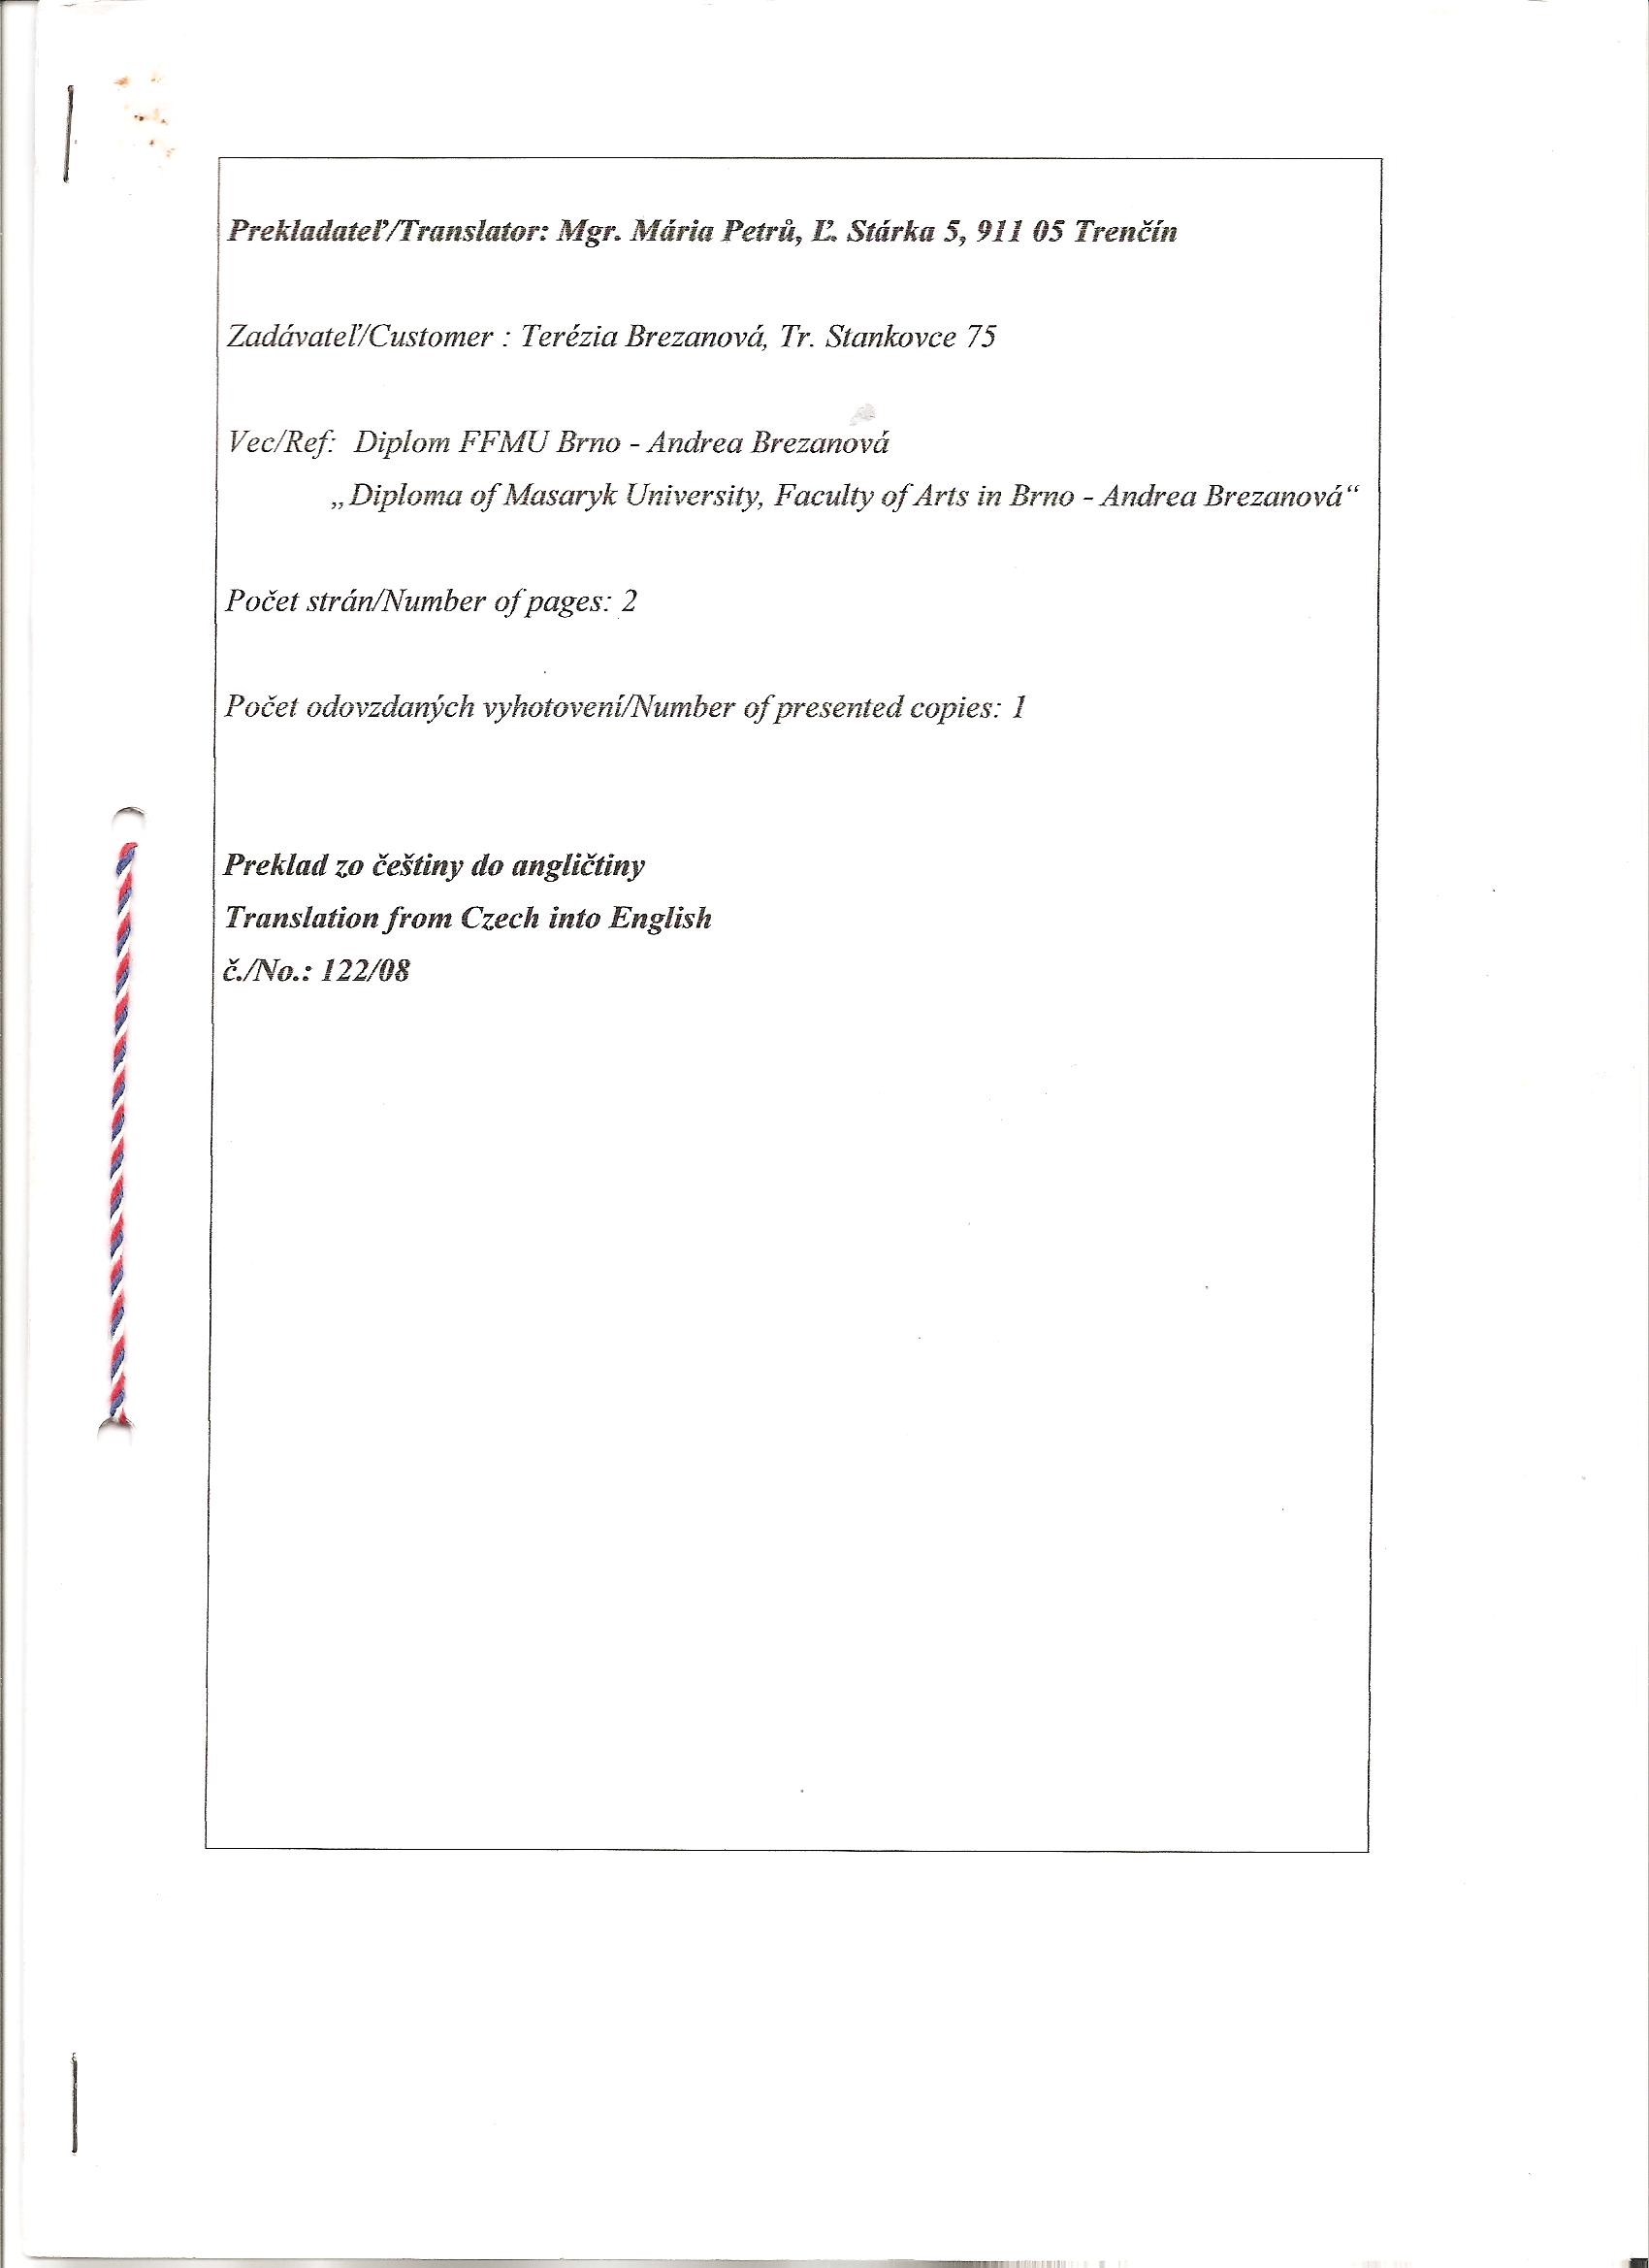 Prekladateľ/Translator: Mgr. Mária Petrů, Ľ. Stárka 5, 911 05 Trenčín
Zadávateľ/Customer : Terézia Brezanová, Tr. Stankovce 75
Vec/Ref: Diplom FFMU Brno - Andrea Brezanová
„Diploma of Masaryk University, Faculty of Arts in Brno - Andrea Brezanová“
Počet strán/Number of pages: 2
Počet odovzdaných vyhotovení/Number of presented copies: 1
Preklad zo češtiny do angličtiny
Translation from Czech into English
č./No.: 122/08